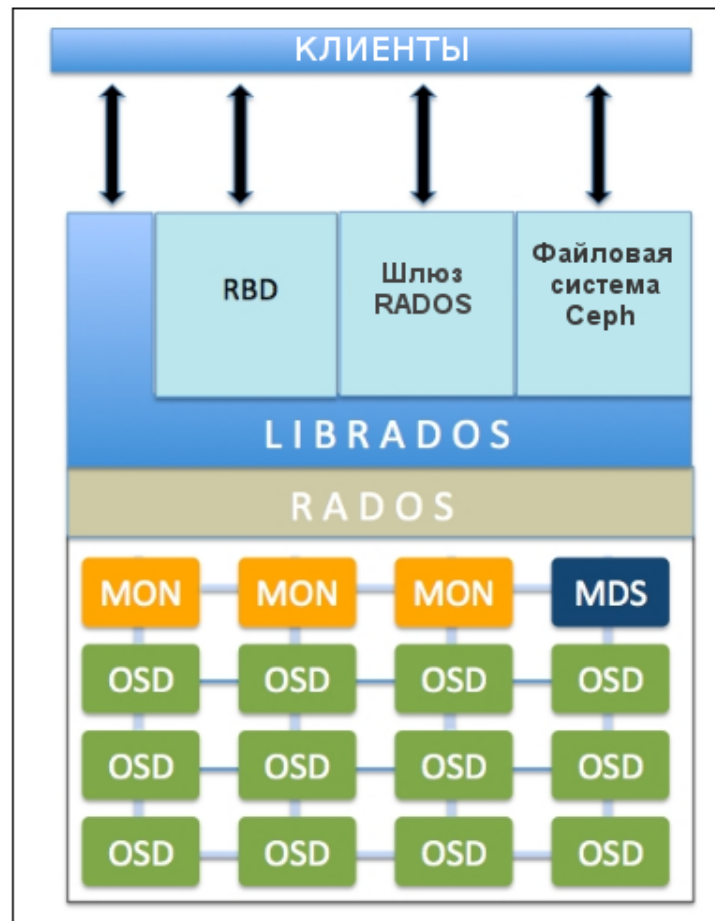 КЛИЕНТЫ
RBD
Шлюз
RADOS
Файловая
система
Ceph
LIBRADOS
RADOS
MON MON MON MDS
OSD OSD OSD OSD
OSD OSD OSD OSD
OSD OSD OSD OSD